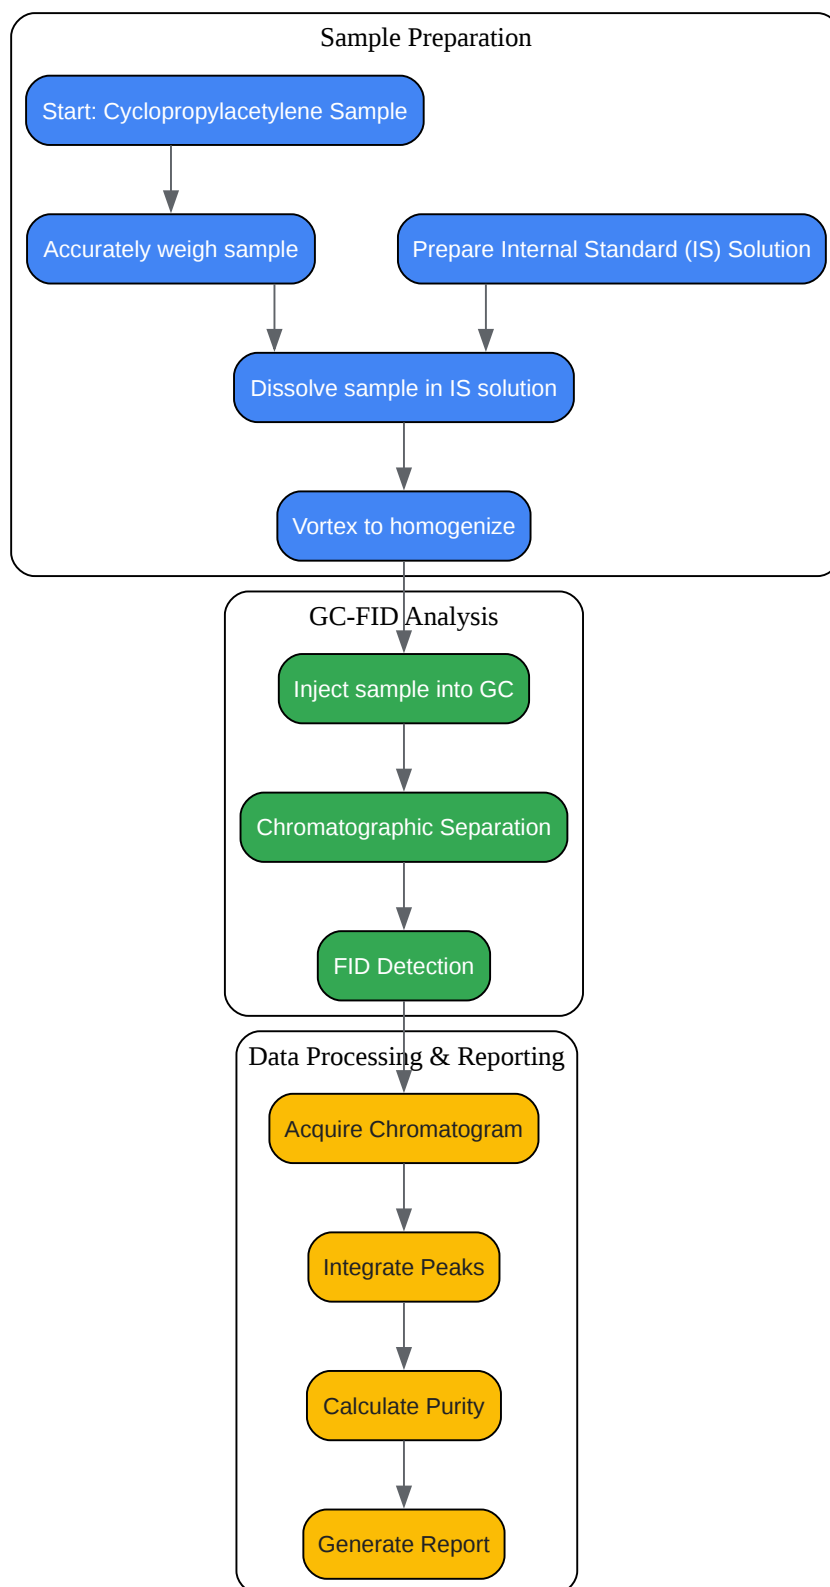 Sample Preparation
Start: Cyclopropylacetylene Sample
Accurately weigh sample
Prepare Internal Standard (IS) Solution
Dissolve sample in IS solution
Vortex to homogenize
GC-FID Analysis
Inject sample into GC
Chromatographic Separation
FID Detection
Data Processing & Reporting
Acquire Chromatogram
Integrate Peaks
Calculate Purity
Generate Report